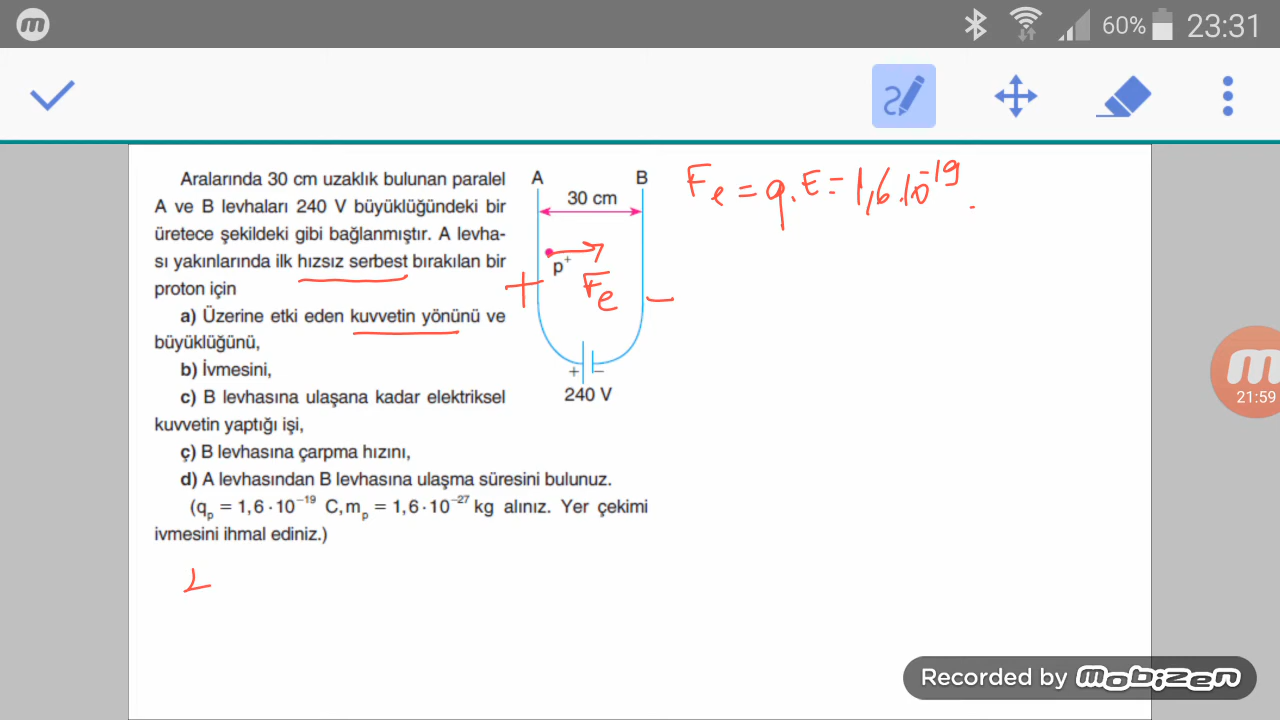 60% 23:31
Aralarında 30 cm uzaklık bulunan paralel
A ve B levhaları 240 V büyüklüğündeki bir
üretece şekildeki gibi bağlanmıştır. A levha-
sı yakınlarında ilk hızsız serbest bırakılan bir
proton için
a) Üzerine etki eden kuvvetin yönünü ve
büyüklüğünü,
b) İvmesini,
c) B levhasına ulaşana kadar elektriksel
kuvvetin yaptığı işi,
ç) B levhasına çarpma hızını,
d) A levhasından B levhasına ulaşma süresini bulunuz.
(qₚ = 1,6·10⁻¹⁹ C, mₚ = 1,6·10⁻²⁷ kg alınız. Yer çekimi
ivmesini ihmal ediniz.)
A B
30 cm
p⁺
+ Fe −
+ −
240 V
Fe = q.E = 1,6.10⁻¹⁹ .
m
21:59
Recorded by mobizen